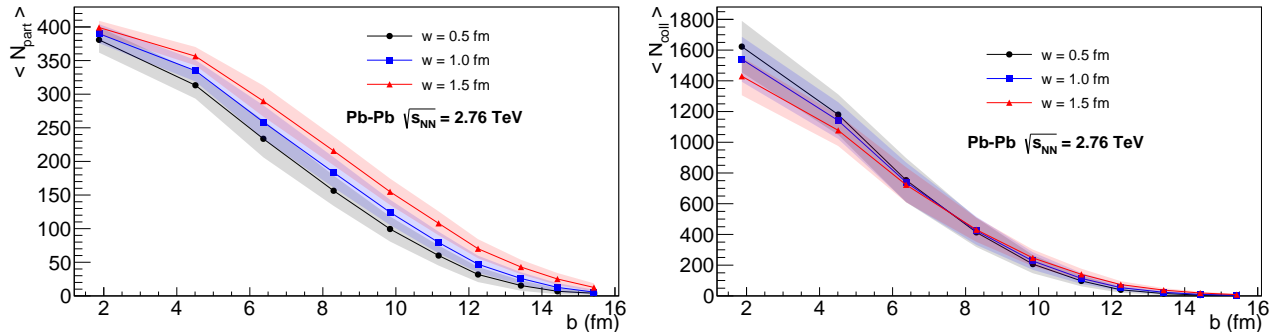 < N_part >
400
350
300
250
200
150
100
50
0
w = 0.5 fm
w = 1.0 fm
w = 1.5 fm
Pb-Pb √s_NN = 2.76 TeV
0 2 4 6 8 10 12 14 16
b (fm)
< N_coll >
1800
1600
1400
1200
1000
800
600
400
200
0
w = 0.5 fm
w = 1.0 fm
w = 1.5 fm
Pb-Pb √s_NN = 2.76 TeV
2 4 6 8 10 12 14 16
b (fm)